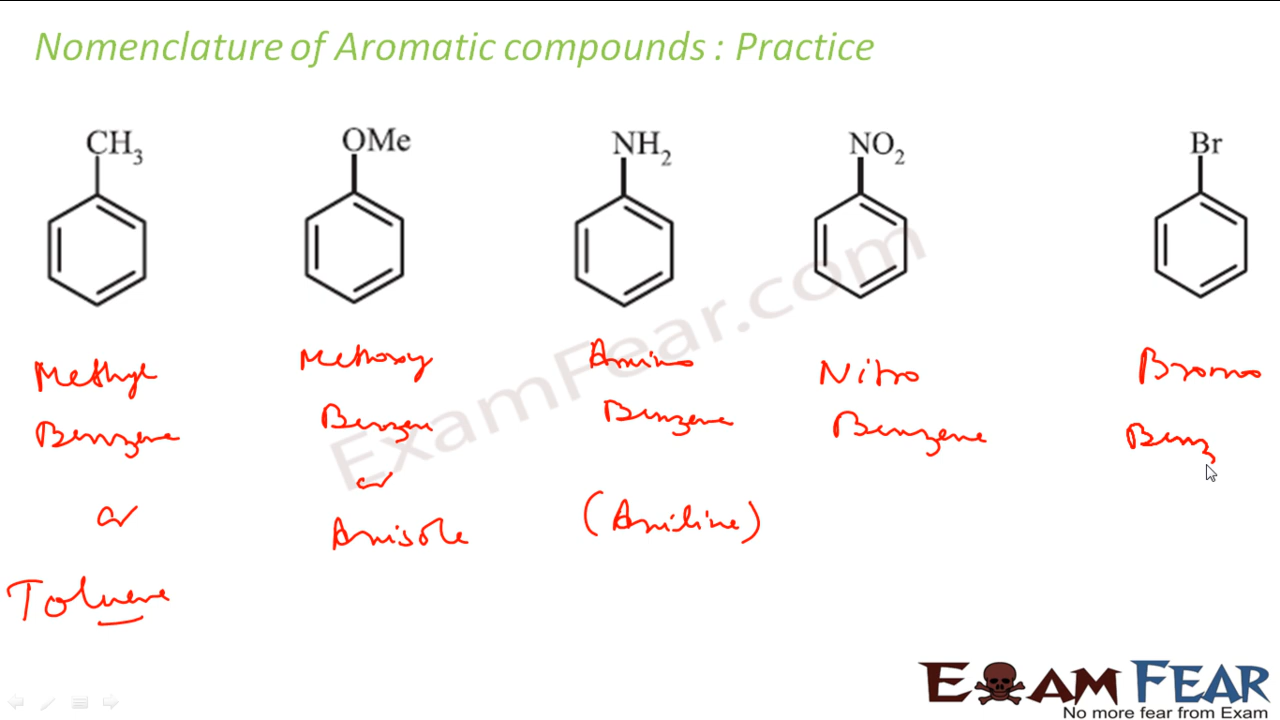 Nomenclature of Aromatic compounds : Practice
CH3
OMe
NH2
NO2
Br
Methyl
Benzene
or
Toluene
Methoxy
Benzene
or
Anisole
Amino
Benzene
(Aniline)
Nitro
Benzene
Bromo
Benz
ExamFear.com
EXAM FEAR
No more fear from Exam